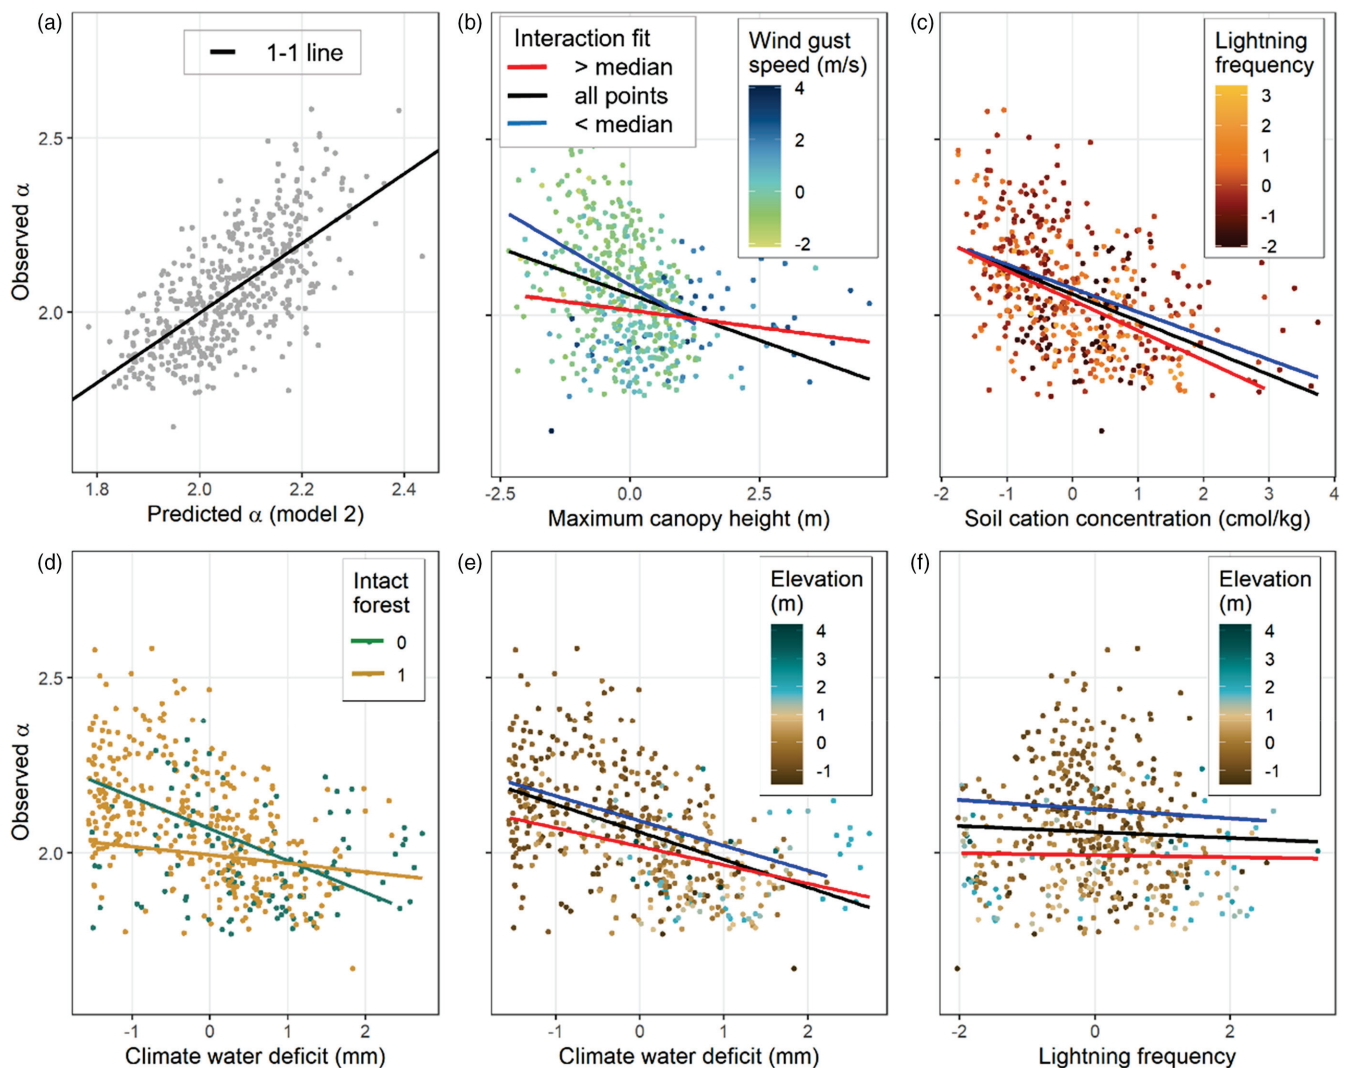 (a)
1-1 line
Observed α
2.5
2.0
1.8
2.0
2.2
2.4
Predicted α (model 2)
(b)
Interaction fit
> median
all points
< median
Wind gust
speed (m/s)
4
2
0
-2
-2.5
0.0
2.5
Maximum canopy height (m)
(c)
Lightning
frequency
3
2
1
0
-1
-2
-2
-1
0
1
2
3
4
Soil cation concentration (cmol/kg)
(d)
Intact
forest
0
1
Observed α
2.5
2.0
-1
0
1
2
Climate water deficit (mm)
(e)
Elevation
(m)
4
3
2
1
0
-1
-1
0
1
2
Climate water deficit (mm)
(f)
Elevation
(m)
4
3
2
1
0
-1
-2
0
2
Lightning frequency